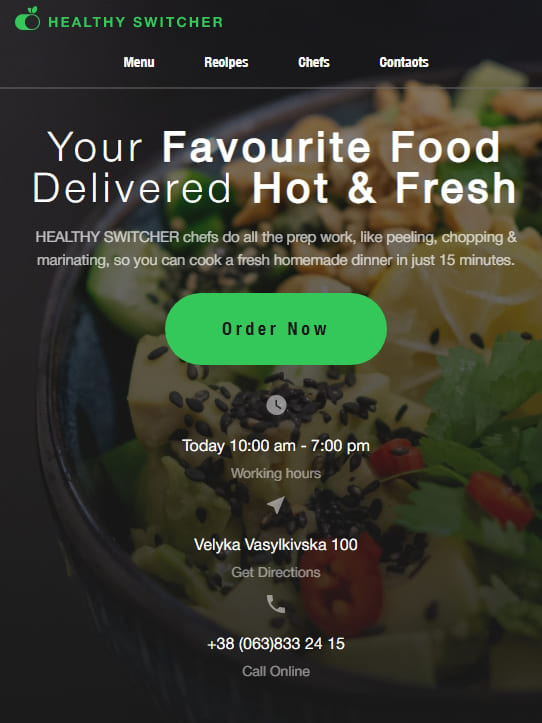 HEALTHY SWITCHER
Menu Recipes Chefs Contacts
Your Favourite Food
Delivered Hot & Fresh
HEALTHY SWITCHER chefs do all the prep work, like peeling, chopping &
marinating, so you can cook a fresh homemade dinner in just 15 minutes.
Order Now
Today 10:00 am - 7:00 pm
Working hours
Velyka Vasylkivska 100
Get Directions
+38 (063)833 24 15
Call Online